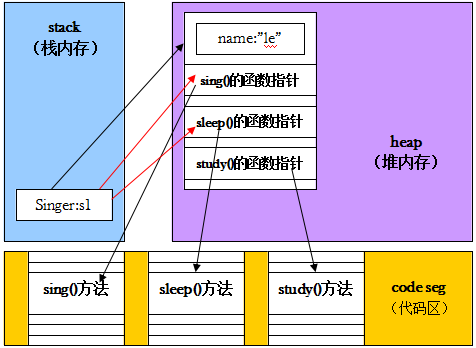 stack
（栈内存）
name:”le”
sing()的函数指针
sleep()的函数指针
study()的函数指针
heap
（堆内存）
Singer:s1
sing()方法
sleep()方法
study()方法
code seg
（代码区）